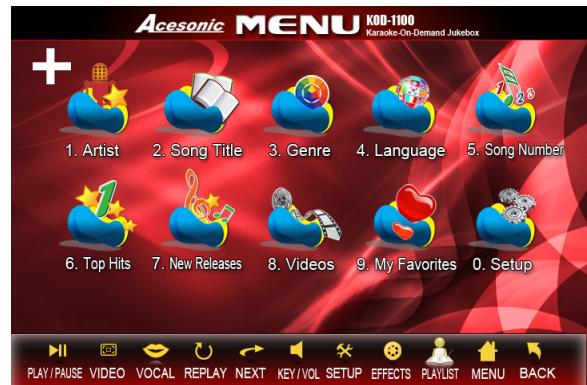 Acesonic MENU KOD-1100
Karaoke-On-Demand Jukebox
1. Artist 2. Song Title 3. Genre 4. Language 5. Song Number
6. Top Hits 7. New Releases 8. Videos 9. My Favorites 0. Setup
PLAY / PAUSE VIDEO VOCAL REPLAY NEXT KEY / VOL SETUP EFFECTS PLAYLIST MENU BACK